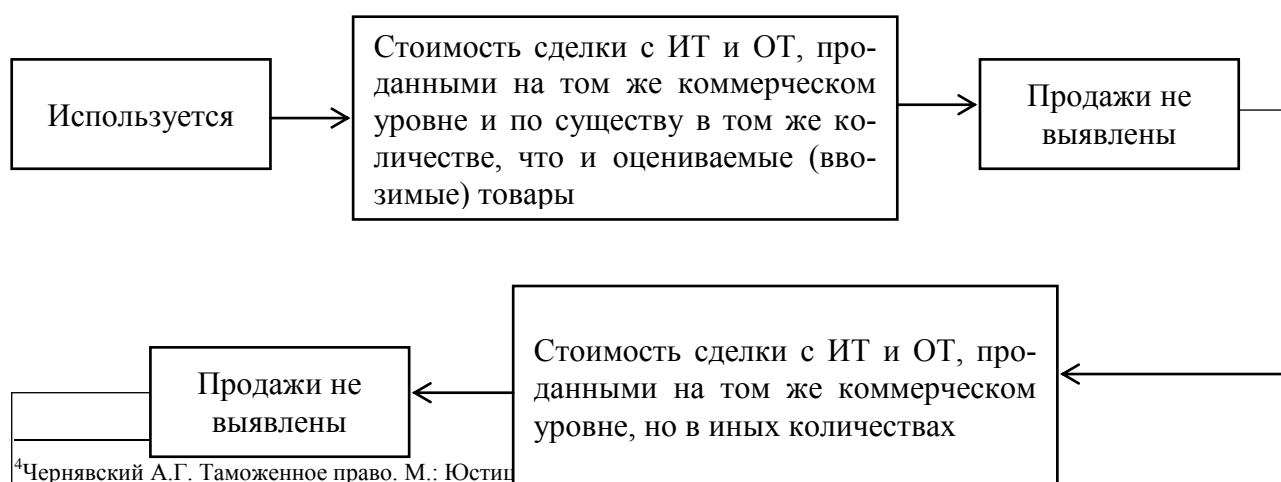 Используется
Стоимость сделки с ИТ и ОТ, про-
данными на том же коммерческом
уровне и по существу в том же ко-
личестве, что и оцениваемые (вво-
зимые) товары
Продажи не
выявлены
Стоимость сделки с ИТ и ОТ, про-
данными на том же коммерческом
уровне, но в иных количествах
Продажи не
выявлены
4Чернявский А.Г. Таможенное право. М.: